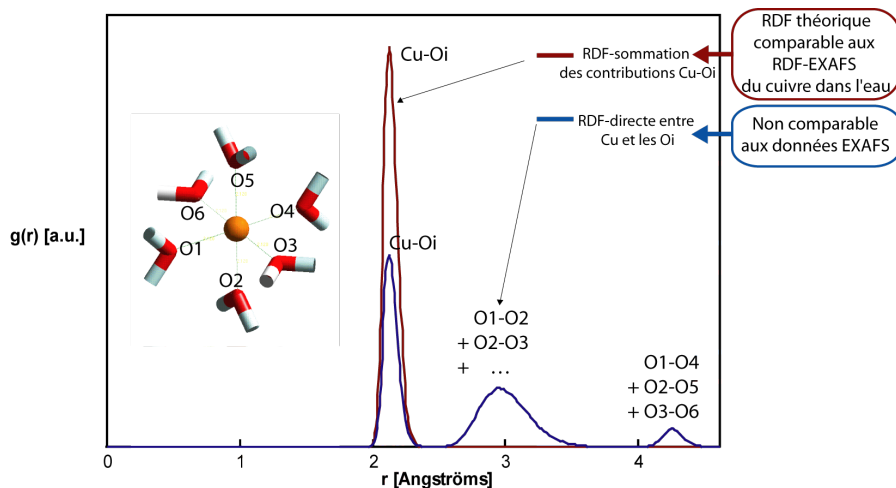 RDF théorique
comparable aux
RDF-EXAFS
du cuivre dans l'eau
Cu-Oi
RDF-sommation
des contributions Cu-Oi
RDF-directe entre
Cu et les Oi
Non comparable
aux données EXAFS
O5
O6
O4
O1
O3
O2
g(r) [a.u.]
Cu-Oi
O1-O2
+ O2-O3
+ …
O1-O4
+ O2-O5
+ O3-O6
0 1 2 3 4
r [Angströms]